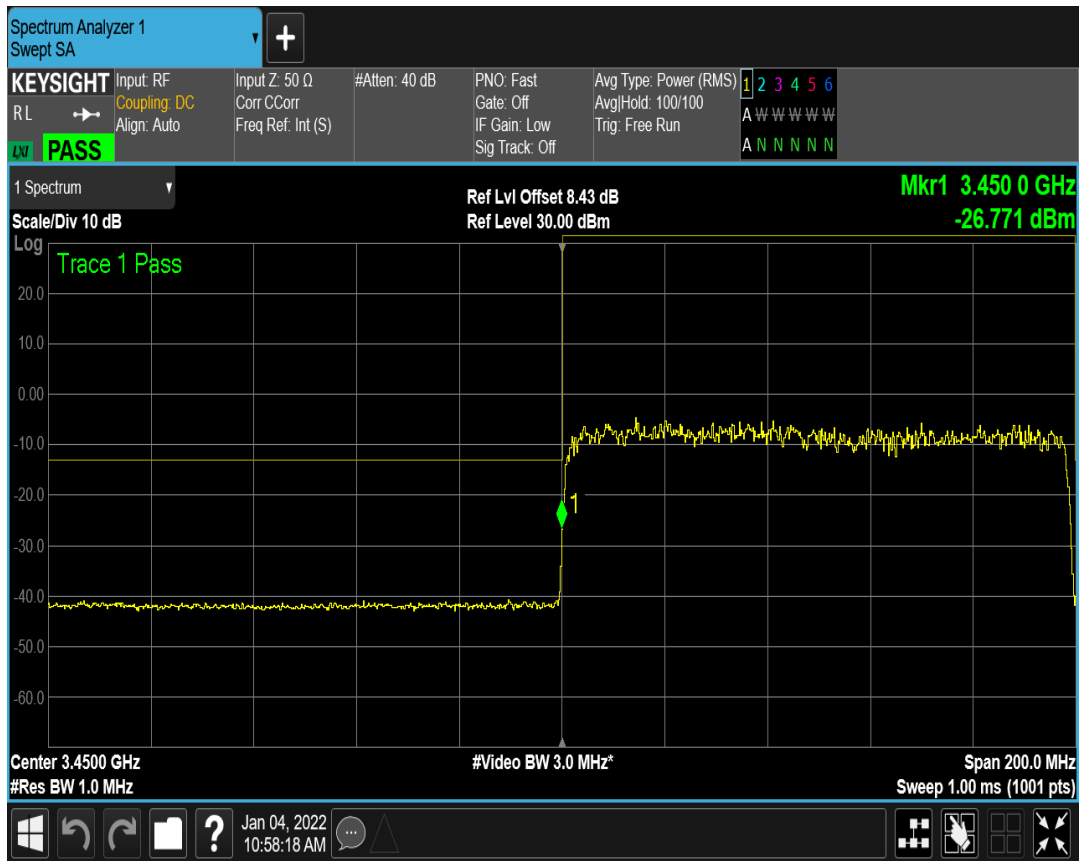 Spectrum Analyzer 1
Swept SA
+
KEYSIGHT
R L
LXI PASS
Input: RF
Coupling: DC
Align: Auto
Input Z: 50 Ω
Corr CCorr
Freq Ref: Int (S)
#Atten: 40 dB
PNO: Fast
Gate: Off
IF Gain: Low
Sig Track: Off
Avg Type: Power (RMS)
Avg|Hold: 100/100
Trig: Free Run
1 2 3 4 5 6
A W W W W W
A N N N N N
1 Spectrum
Scale/Div 10 dB
Ref Lvl Offset 8.43 dB
Ref Level 30.00 dBm
Mkr1 3.450 0 GHz
-26.771 dBm
Log
Trace 1 Pass
20.0
10.0
0.00
-10.0
-20.0
-30.0
-40.0
-50.0
-60.0
1
Center 3.4500 GHz
#Res BW 1.0 MHz
#Video BW 3.0 MHz*
Span 200.0 MHz
Sweep 1.00 ms (1001 pts)
?
Jan 04, 2022
10:58:18 AM